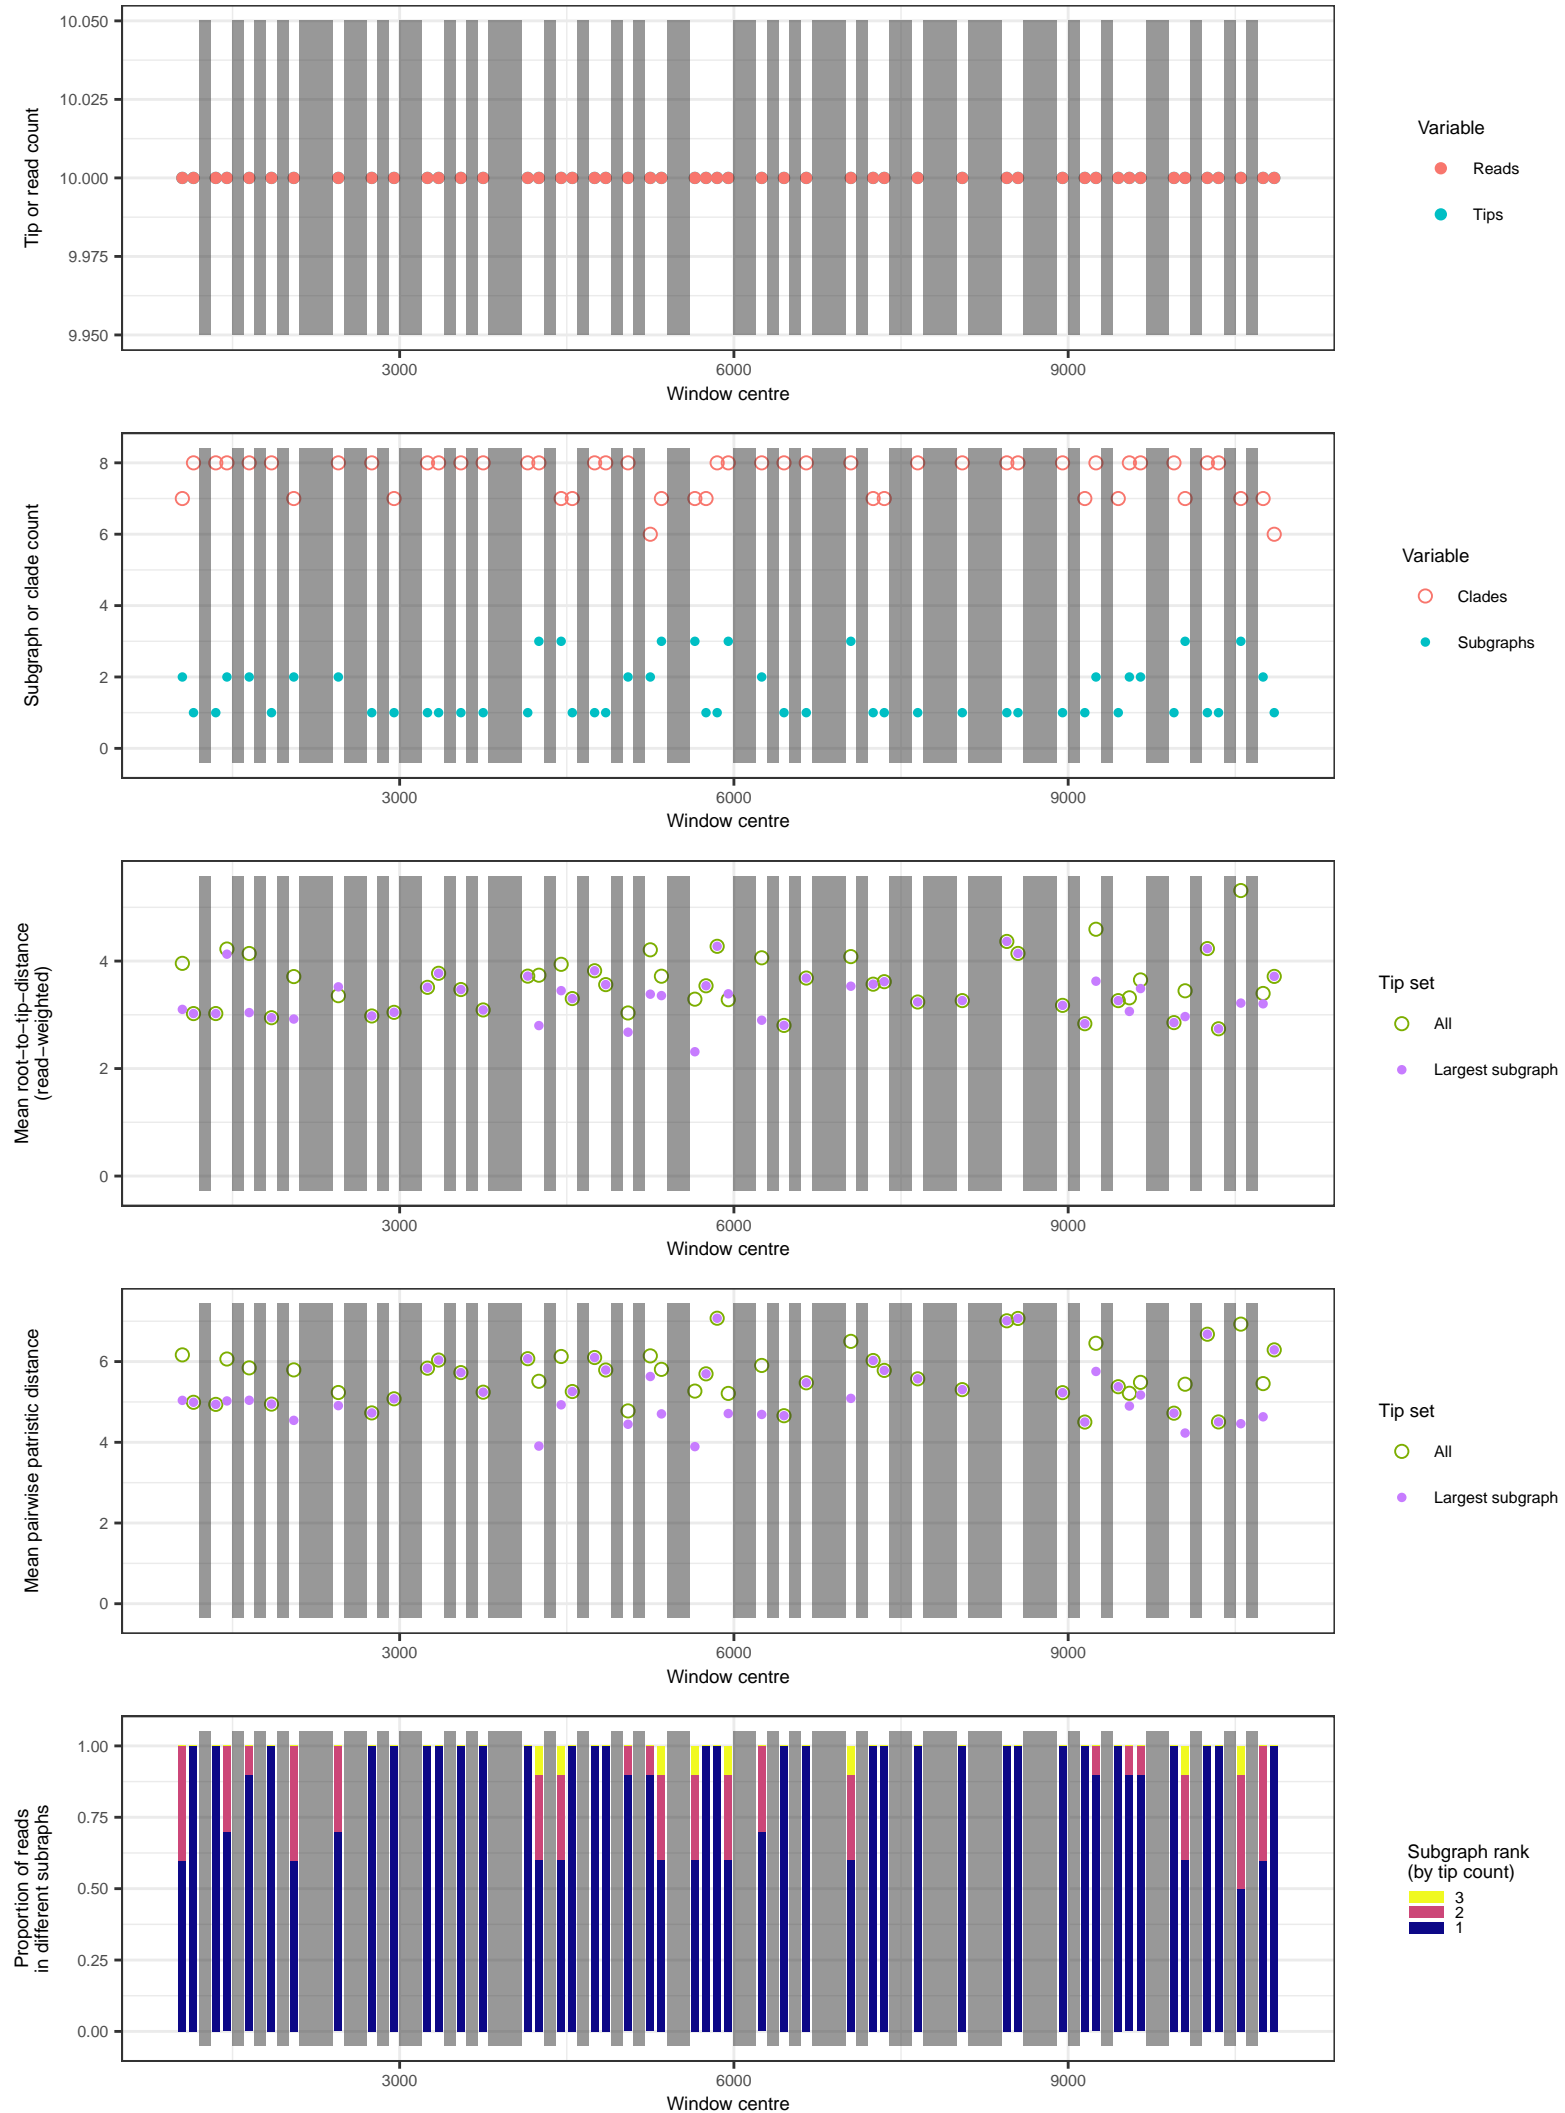 10.050
10.025
10.000
9.975
9.950
Tip or read count
3000
6000
9000
Window centre
Variable
Reads
Tips
8
6
4
2
0
Subgraph or clade count
3000
6000
9000
Window centre
Variable
Clades
Subgraphs
4
2
0
Mean root−to−tip−distance
(read−weighted)
3000
6000
9000
Window centre
Tip set
All
Largest subgraph
6
4
2
0
Mean pairwise patristic distance
3000
6000
9000
Window centre
Tip set
All
Largest subgraph
1.00
0.75
0.50
0.25
0.00
Proportion of reads
in different subraphs
3000
6000
9000
Window centre
Subgraph rank
(by tip count)
3
2
1